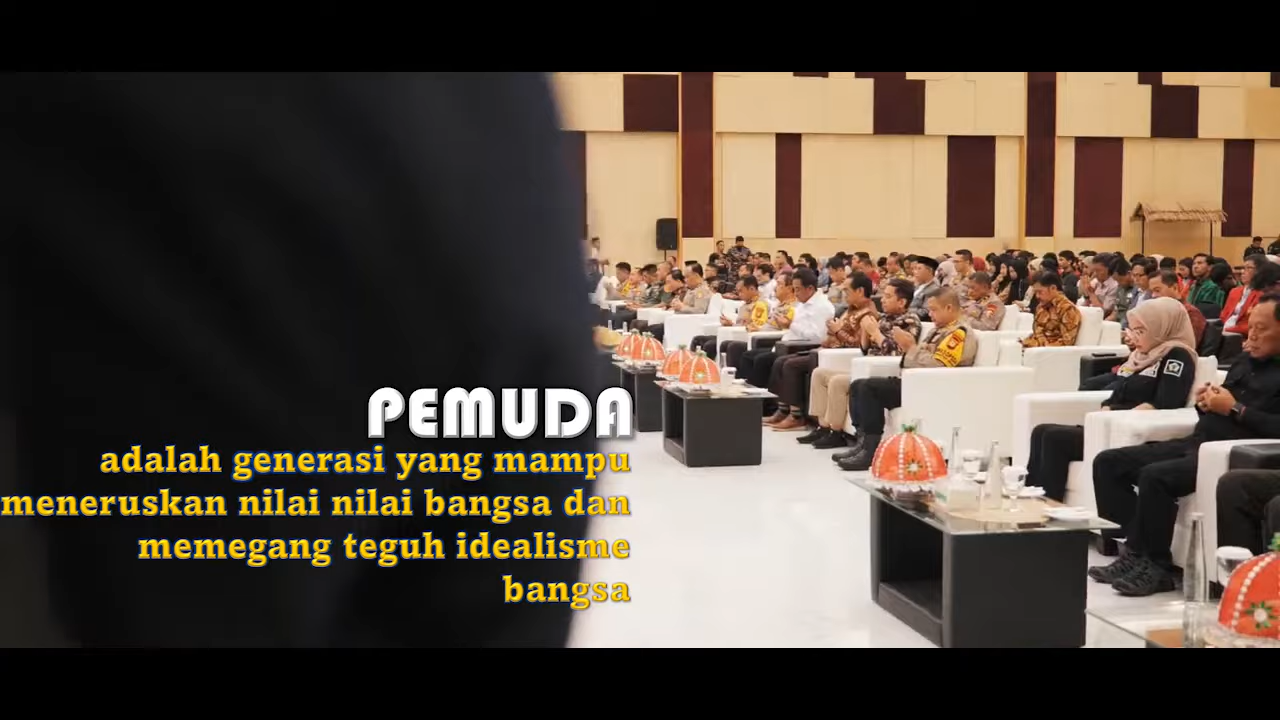 PEMUDA
adalah generasi yang mampu
meneruskan nilai nilai bangsa dan
memegang teguh idealisme
bangsa